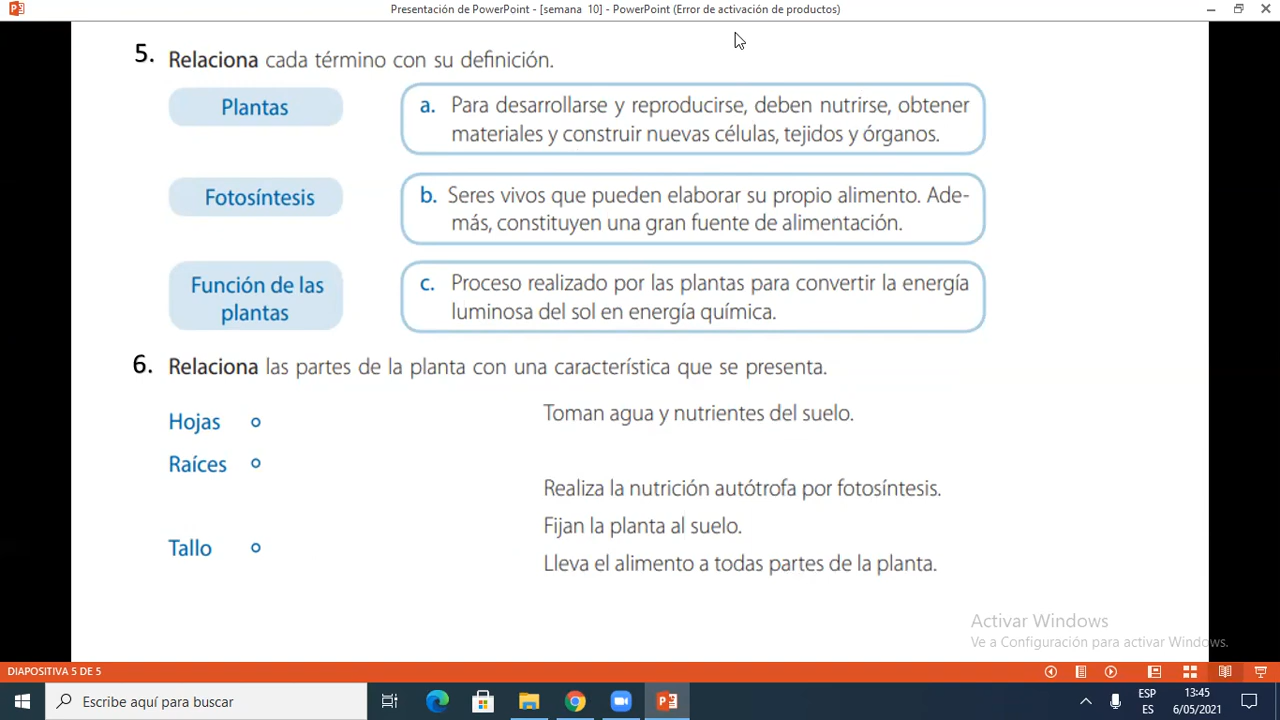 Presentación de PowerPoint - [semana 10] - PowerPoint (Error de activación de productos)
5. Relaciona cada término con su definición.
Plantas
a. Para desarrollarse y reproducirse, deben nutrirse, obtener
materiales y construir nuevas células, tejidos y órganos.
Fotosíntesis
b. Seres vivos que pueden elaborar su propio alimento. Ade-
más, constituyen una gran fuente de alimentación.
Función de las
plantas
c. Proceso realizado por las plantas para convertir la energía
luminosa del sol en energía química.
6. Relaciona las partes de la planta con una característica que se presenta.
Hojas
Toman agua y nutrientes del suelo.
Raíces
Realiza la nutrición autótrofa por fotosíntesis.
Fijan la planta al suelo.
Tallo
Lleva el alimento a todas partes de la planta.
Activar Windows
Ve a Configuración para activar Windows.
DIAPOSITIVA 5 DE 5
Escribe aquí para buscar
ESP
ES
13:45
6/05/2021